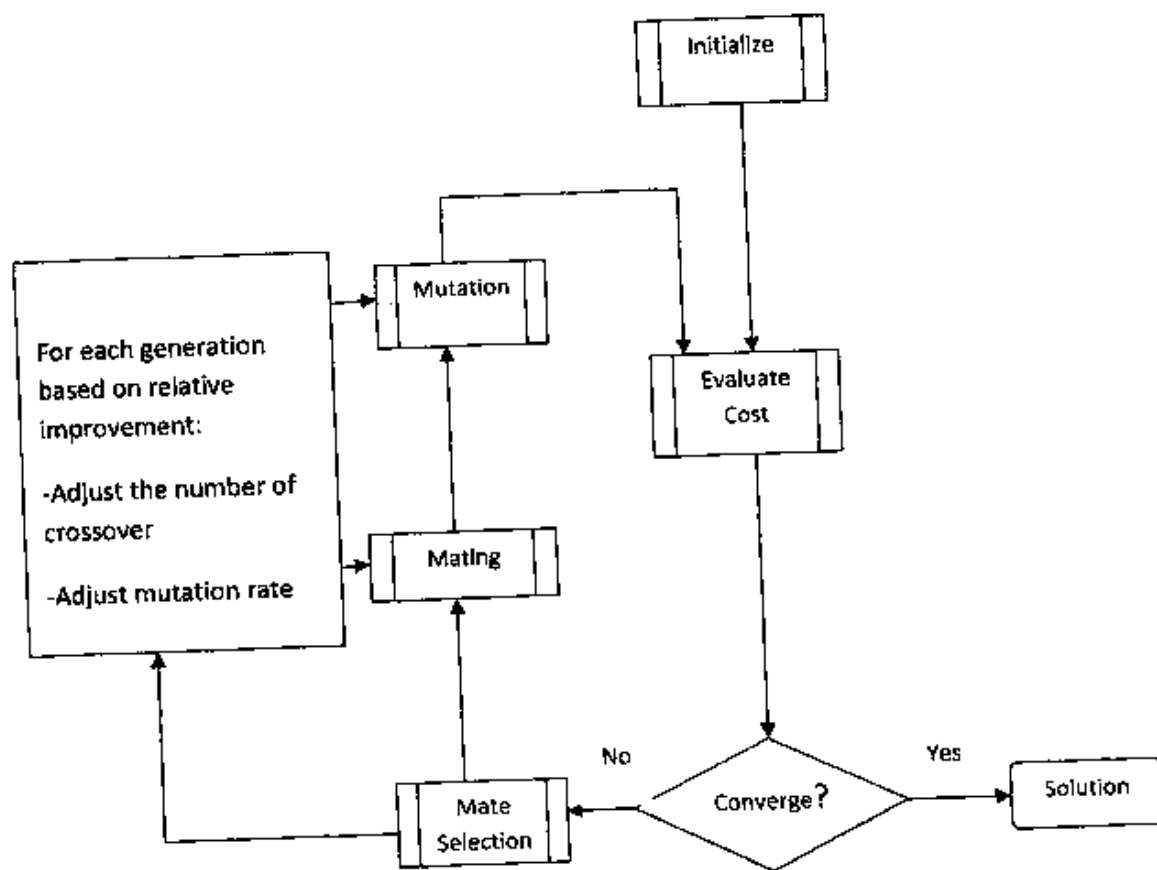 Initialize
Mutation
For each generation
based on relative
improvement:
-Adjust the number of
crossover
-Adjust mutation rate
Evaluate
Cost
Mating
No
Yes
Mate
Selection
Converge?
Solution